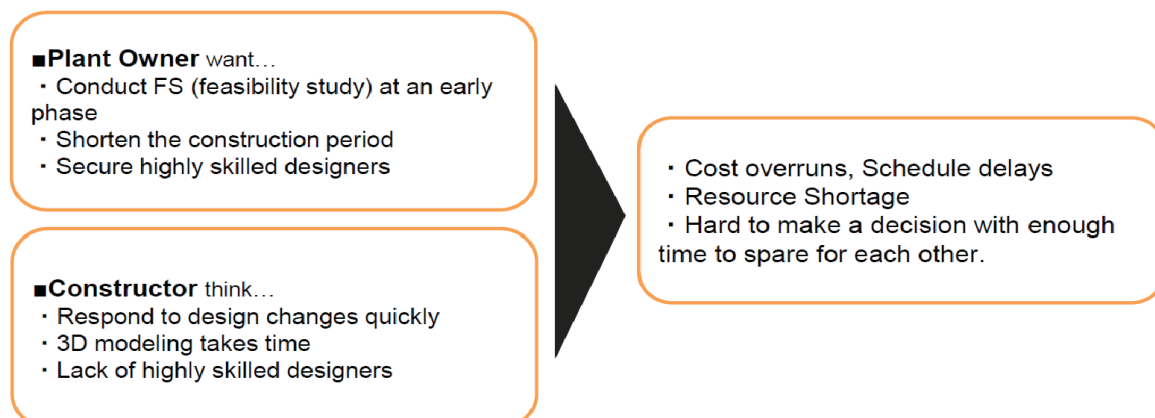 ■Plant Owner want…
・Conduct FS (feasibility study) at an early
phase
・Shorten the construction period
・Secure highly skilled designers
■Constructor think…
・Respond to design changes quickly
・3D modeling takes time
・Lack of highly skilled designers
・Cost overruns, Schedule delays
・Resource Shortage
・Hard to make a decision with enough
time to spare for each other.